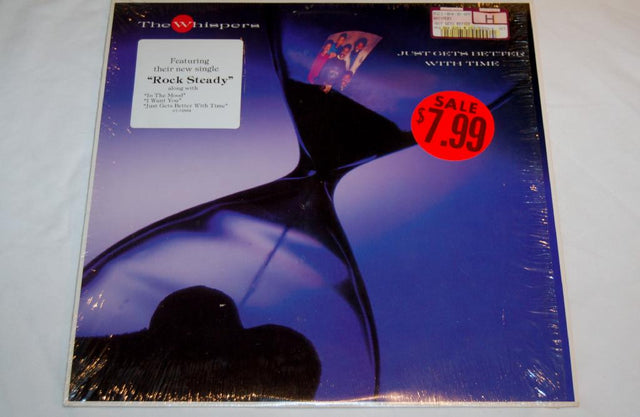 The Whispers
Featuring
their new single
"Rock Steady"
along with
"In The Mood"
"I Want You"
"Just Gets Better With Time"
JUST GETS BETTER
WITH TIME
H
SALE
$7.99